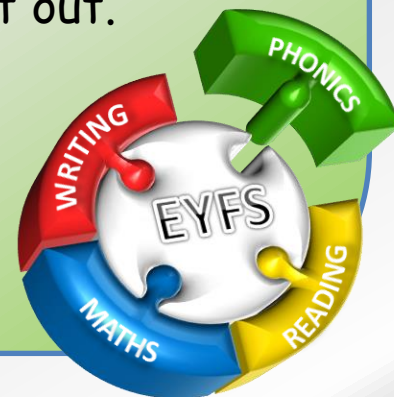 t out.
PHONICS
WRITING
EYFS
READING
MATHS